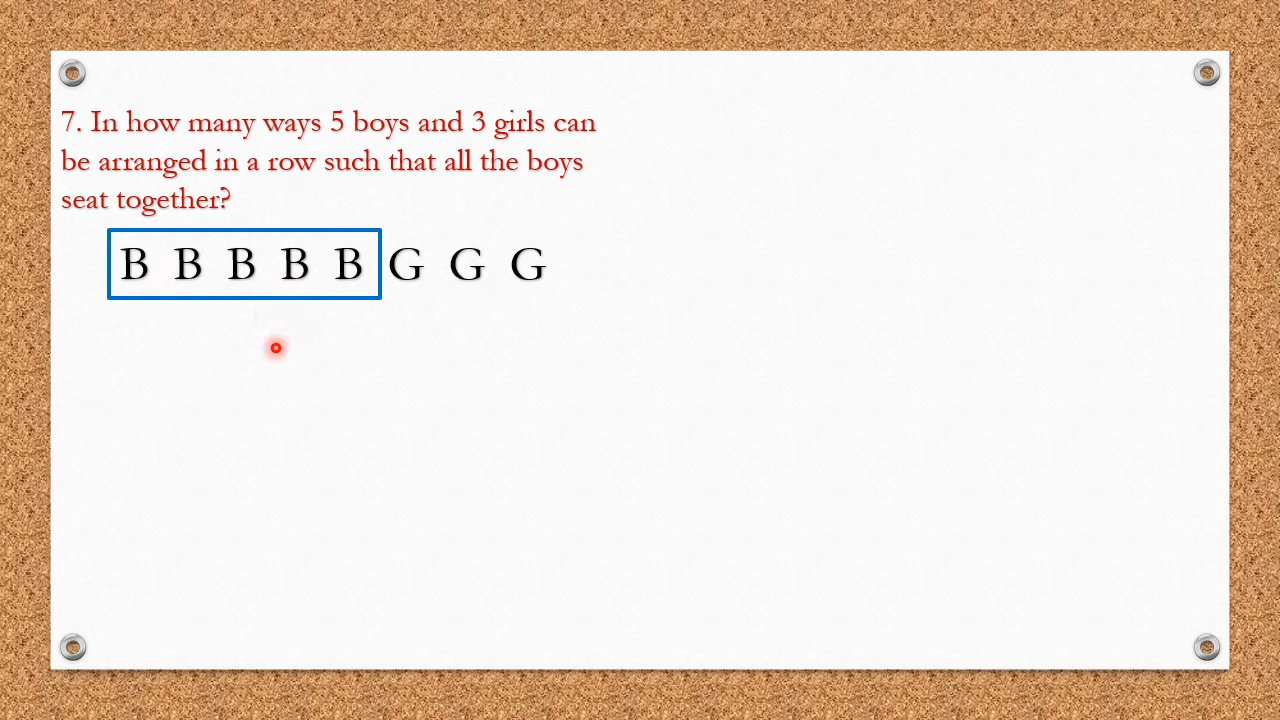 7. In how many ways 5 boys and 3 girls can
be arranged in a row such that all the boys
seat together?
B B B B B G G G